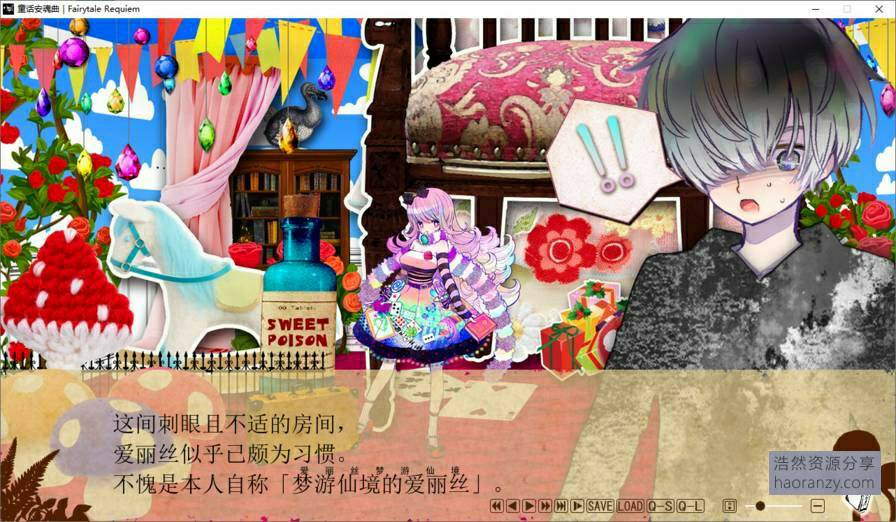 童话安魂曲 | Fairytale Requiem
SWEET
POISON
这间刺眼且不适的房间，
爱丽丝似乎已颇为习惯。
爱丽丝梦游仙境
不愧是本人自称「梦游仙境的爱丽丝」。
SAVE LOAD Q-S Q-L
浩然资源分享
haoranzy.com